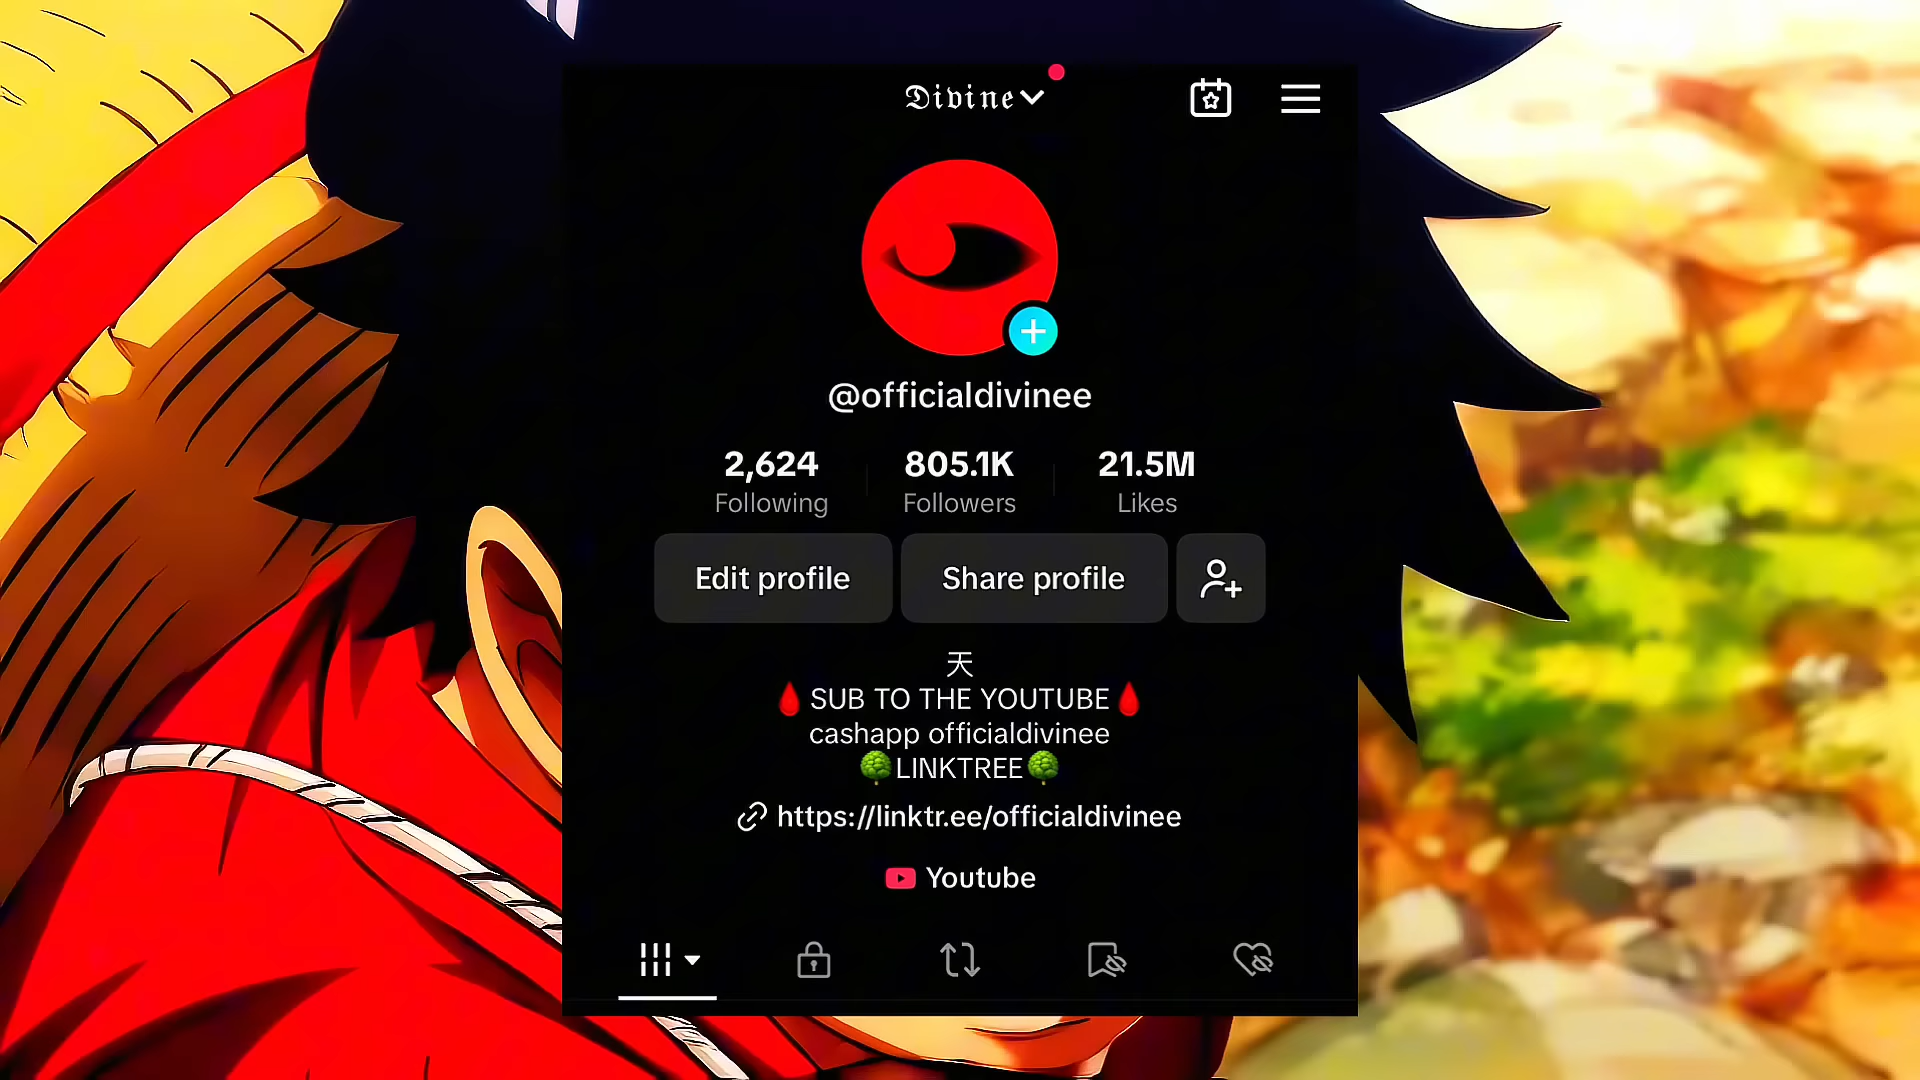 𝔇𝔦𝔳𝔦𝔫𝔢
@officialdivinee
2,624 805.1K 21.5M
Following Followers Likes
Edit profile Share profile
天
🩸SUB TO THE YOUTUBE🩸
cashapp officialdivinee
🌳LINKTREE🌳
https://linktr.ee/officialdivinee
Youtube